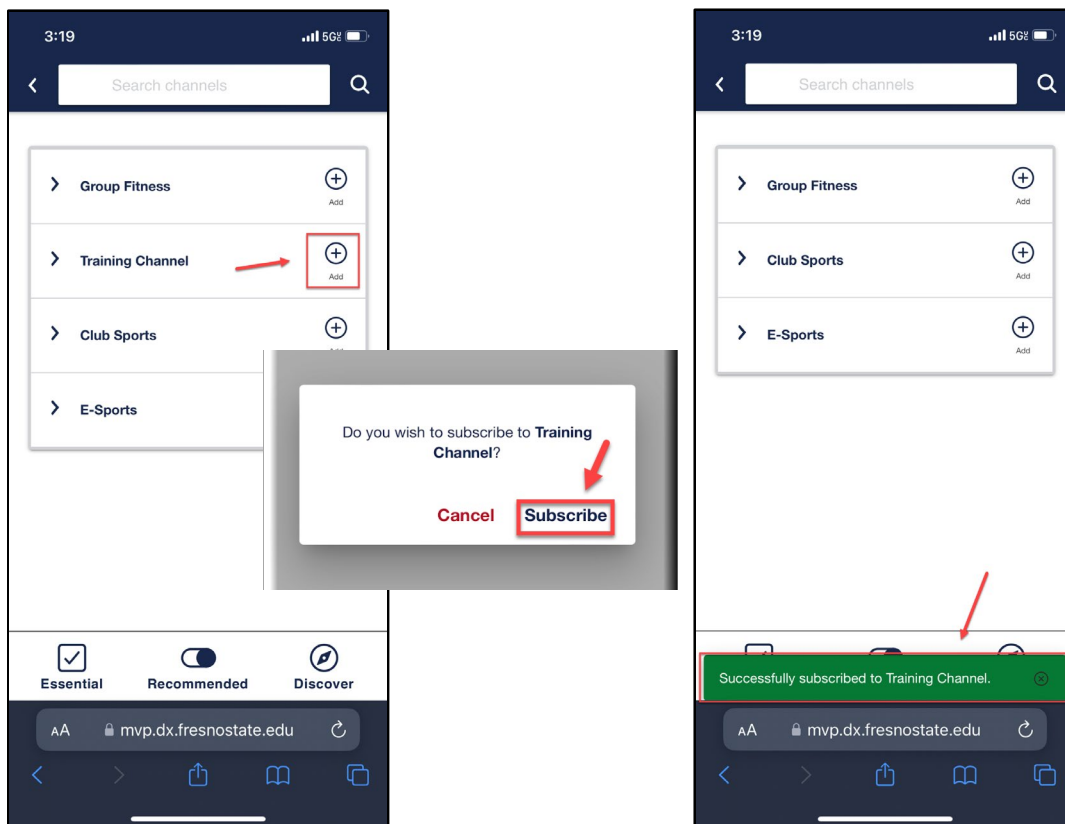 3:19
5G
Search channels
Group Fitness
Add
Training Channel
Add
Club Sports
E-Sports
Do you wish to subscribe to Training
Channel?
Cancel Subscribe
Essential Recommended Discover
AA mvp.dx.fresnostate.edu
3:19
5G
Search channels
Group Fitness
Add
Club Sports
Add
E-Sports
Add
Successfully subscribed to Training Channel.
AA mvp.dx.fresnostate.edu